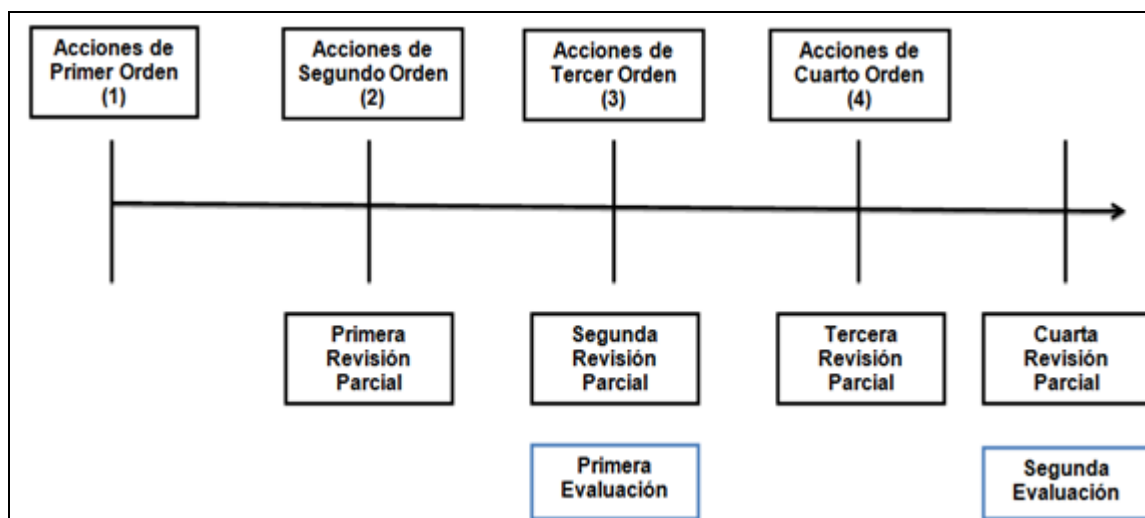 Acciones de
Primer Orden
(1)
Acciones de
Segundo Orden
(2)
Acciones de
Tercer Orden
(3)
Acciones de
Cuarto Orden
(4)
Primera
Revisión
Parcial
Segunda
Revisión
Parcial
Tercera
Revisión
Parcial
Cuarta
Revisión
Parcial
Primera
Evaluación
Segunda
Evaluación